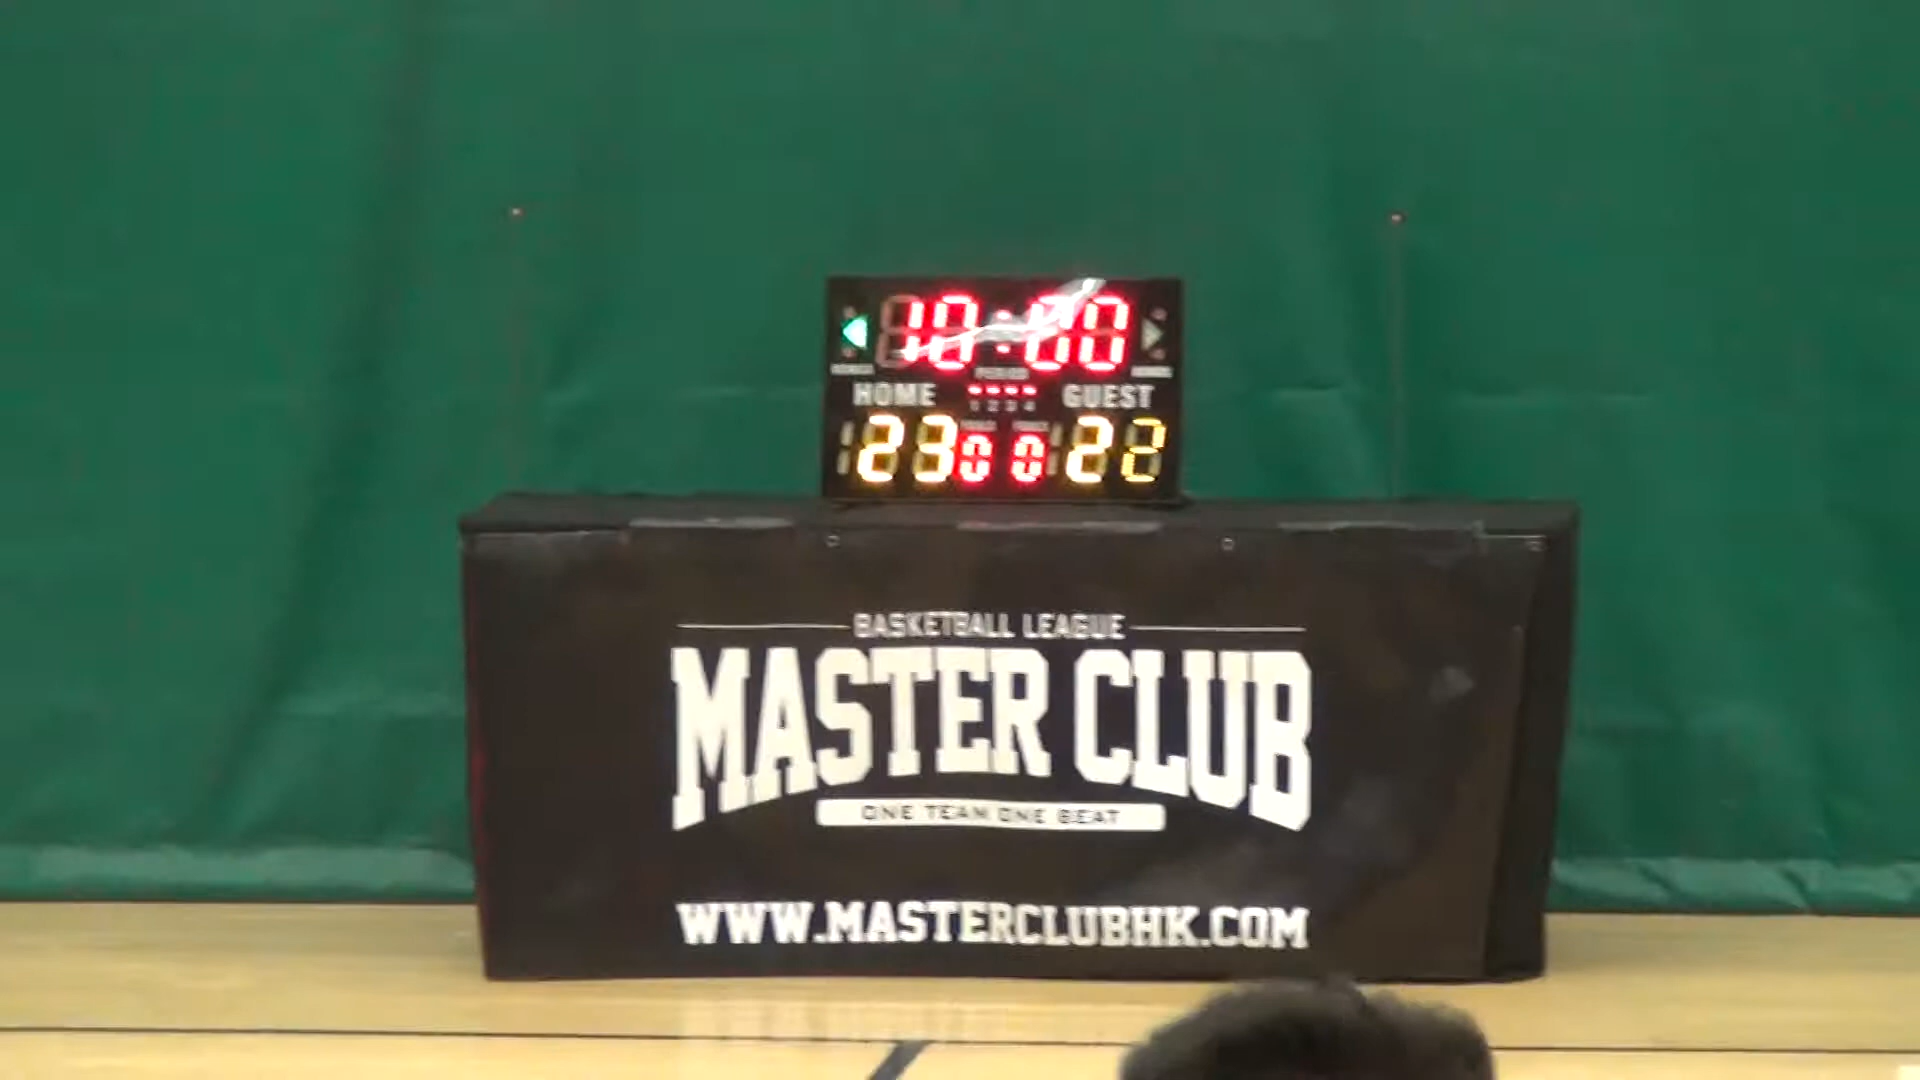 10:00
PERIOD
HOME GUEST
1 2 3 4
23 0 0 22
BASKETBALL LEAGUE
MASTER CLUB
ONE TEAM ONE BEAT
WWW.MASTERCLUBHK.COM